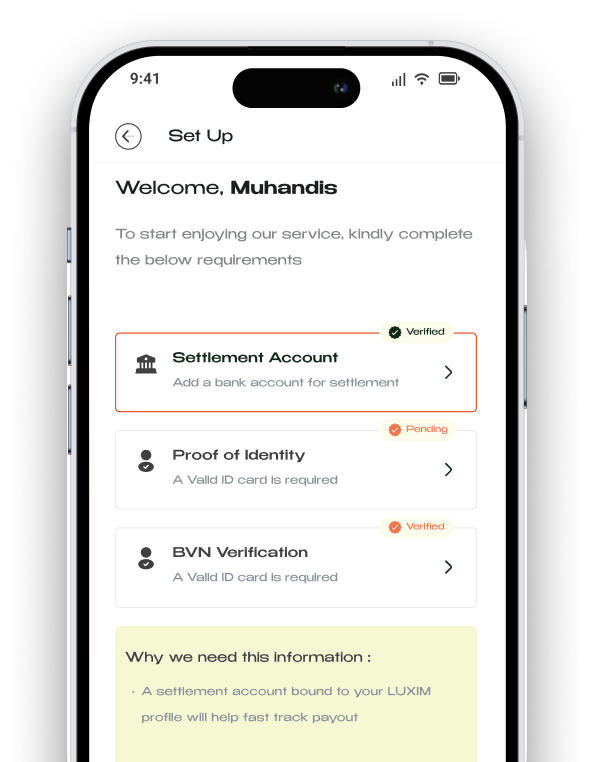 9:41
Set Up
Welcome, Muhandis
To start enjoying our service, kindly complete
the below requirements
Verified
Settlement Account
Add a bank account for settlement
Pending
Proof of Identity
A Valid ID card is required
Verified
BVN Verification
A Valid ID card is required
Why we need this information :
· A settlement account bound to your LUXIM
profile will help fast track payout